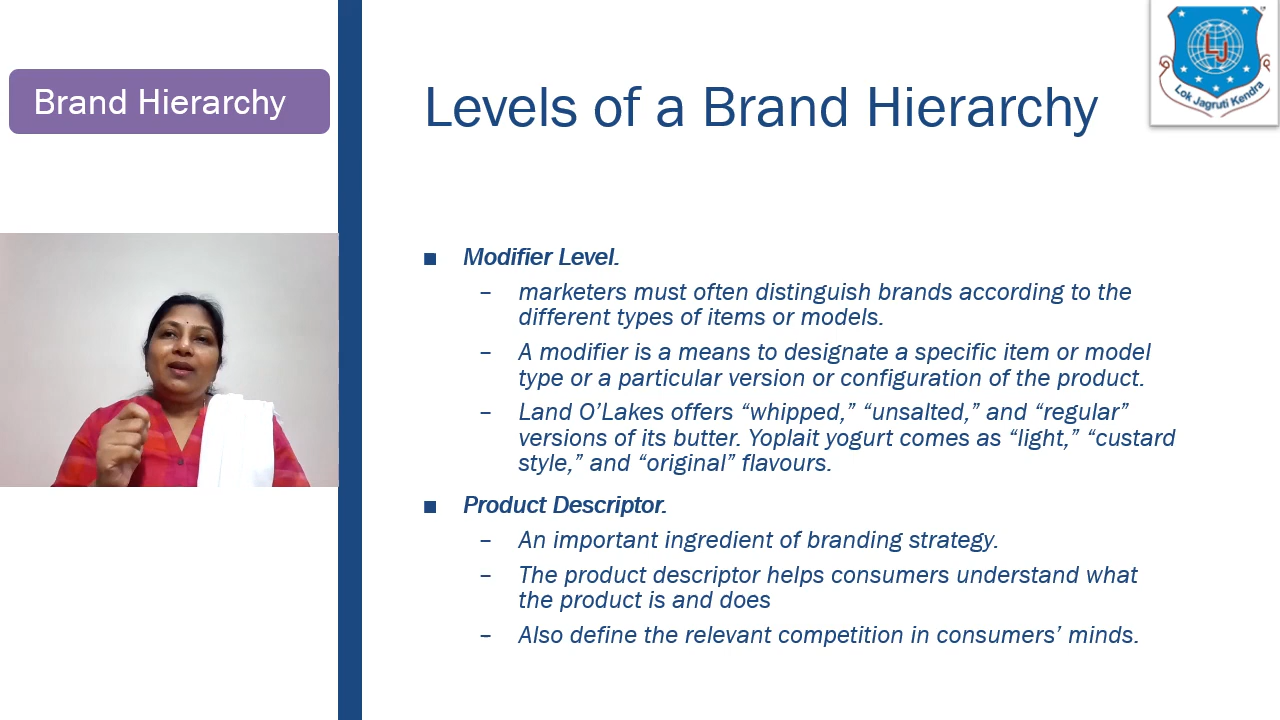 Brand Hierarchy
Levels of a Brand Hierarchy
LJ
Lok Jagruti Kendra
■ Modifier Level.
– marketers must often distinguish brands according to the
different types of items or models.
– A modifier is a means to designate a specific item or model
type or a particular version or configuration of the product.
– Land O’Lakes offers “whipped,” “unsalted,” and “regular”
versions of its butter. Yoplait yogurt comes as “light,” “custard
style,” and “original” flavours.
■ Product Descriptor.
– An important ingredient of branding strategy.
– The product descriptor helps consumers understand what
the product is and does
– Also define the relevant competition in consumers’ minds.